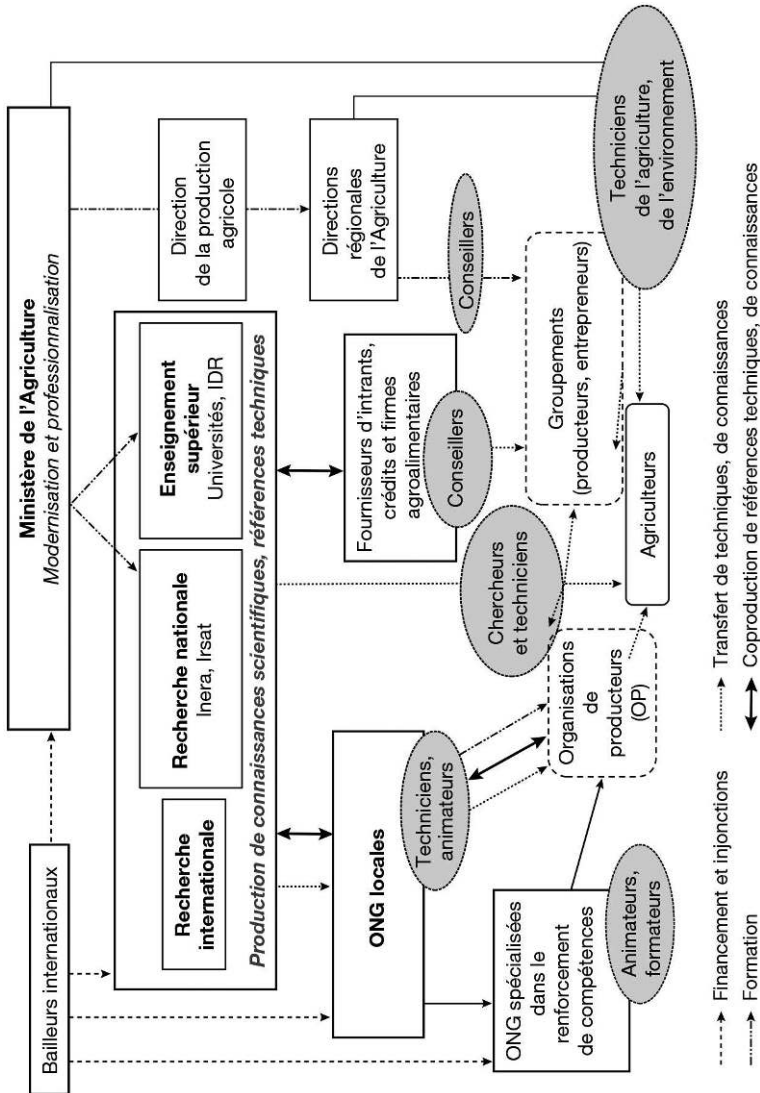 Bailleurs internationaux
Ministère de l'Agriculture
Modernisation et professionnalisation
Recherche
internationale
Recherche nationale
Inera, Irsat
Enseignement
supérieur
Universités, IDR
Production de connaissances scientifiques, références techniques
Direction
de la production
agricole
ONG locales
Techniciens,
animateurs
Fournisseurs d'intrants,
crédits et firmes
agroalimentaires
Conseillers
Directions
régionales
de l'Agriculture
Conseillers
ONG spécialisées
dans le
renforcement
de compétences
Animateurs,
formateurs
Chercheurs
et techniciens
Organisations
de
producteurs
(OP)
Groupements
(producteurs, entrepreneurs)
Agriculteurs
Techniciens
de l'agriculture,
de l'environnement
Financement et injonctions
Formation
Transfert de techniques, de connaissances
Coproduction de références techniques, de connaissances